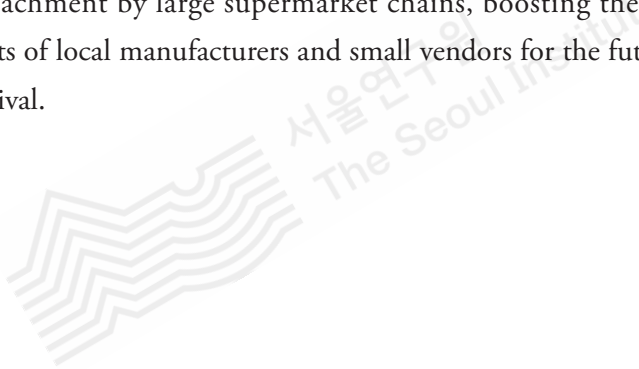 achment by large supermarket chains, boosting the
ts of local manufacturers and small vendors for the fut
ival.
서울연구원
The Seoul Institute